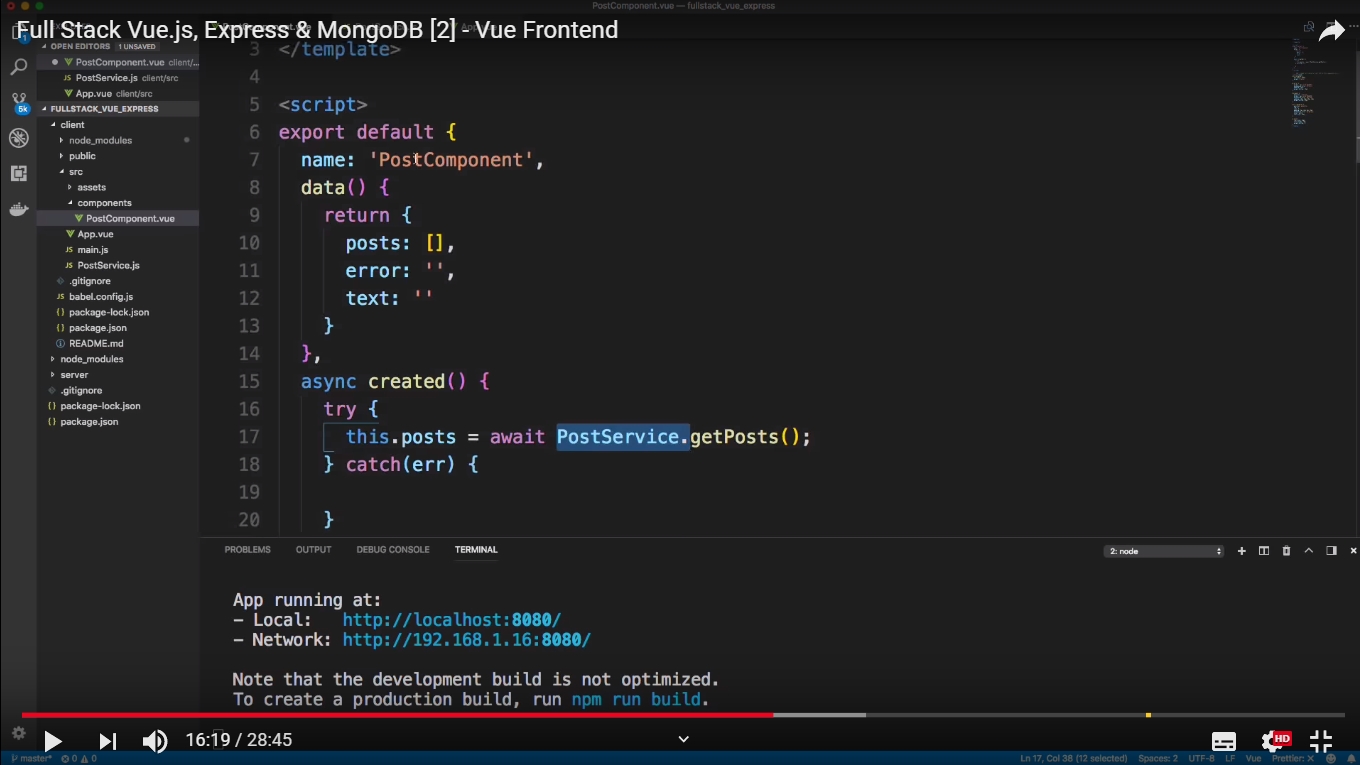 PostComponent.vue — fullstack_vue_express
Full Stack Vue.js, Express & MongoDB [2] - Vue Frontend
OPEN EDITORS 1 UNSAVED
PostComponent.vue client/...
JS PostService.js client/src
App.vue client/src
FULLSTACK_VUE_EXPRESS
client
node_modules
public
src
assets
components
PostComponent.vue
App.vue
JS main.js
JS PostService.js
.gitignore
JS babel.config.js
{} package-lock.json
{} package.json
README.md
node_modules
server
.gitignore
{} package-lock.json
{} package.json
1
5k
3 </template>
4
5 <script>
6 export default {
7 name: 'PostComponent',
8 data() {
9 return {
10 posts: [],
11 error: '',
12 text: ''
13 }
14 },
15 async created() {
16 try {
17 this.posts = await PostService.getPosts();
18 } catch(err) {
19
20 }
PROBLEMS OUTPUT DEBUG CONSOLE TERMINAL 2: node
App running at:
- Local: http://localhost:8080/
- Network: http://192.168.1.16:8080/
Note that the development build is not optimized.
To create a production build, run npm run build.
16:19 / 28:45 HD
master* 0 0 Ln 17, Col 38 (12 selected) Spaces: 2 UTF-8 LF Vue Prettier: X